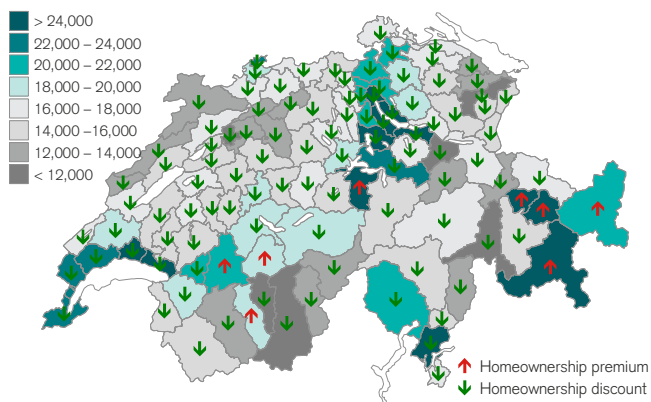 > 24,000
22,000 – 24,000
20,000 – 22,000
18,000 – 20,000
16,000 – 18,000
14,000 –16,000
12,000 – 14,000
< 12,000
Homeownership premium
Homeownership discount